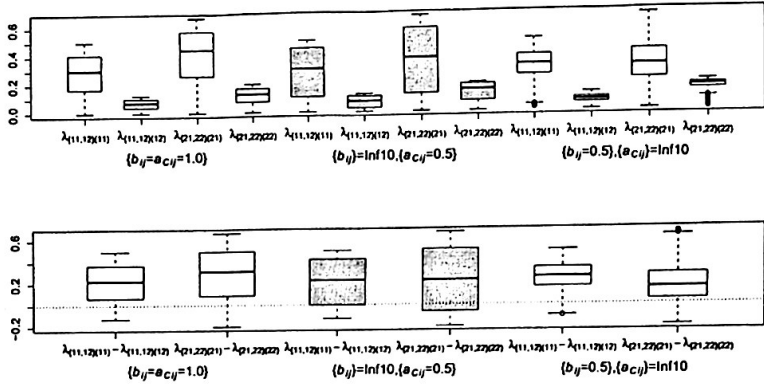 0.6
0.4
0.2
0.0
λ(11,12)(11) λ(11,12)(12) λ(21,22)(21) λ(21,22)(22) λ(11,12)(11) λ(11,12)(12) λ(21,22)(21) λ(21,22)(22) λ(11,12)(11) λ(11,12)(12) λ(21,22)(21) λ(21,22)(22)
{bij=aCij=1.0} {bij}=Inf10,{aCij=0.5} {bij=0.5},{aCij}=Inf10
0.6
0.2
−0.2
λ(11,12)(11)−λ(11,12)(12) λ(21,22)(21)−λ(21,22)(22) λ(11,12)(11)−λ(11,12)(12) λ(21,22)(21)−λ(21,22)(22) λ(11,12)(11)−λ(11,12)(12) λ(21,22)(21)−λ(21,22)(22)
{bij=aCij=1.0} {bij}=Inf10,{aCij=0.5} {bij=0.5},{aCij}=Inf10